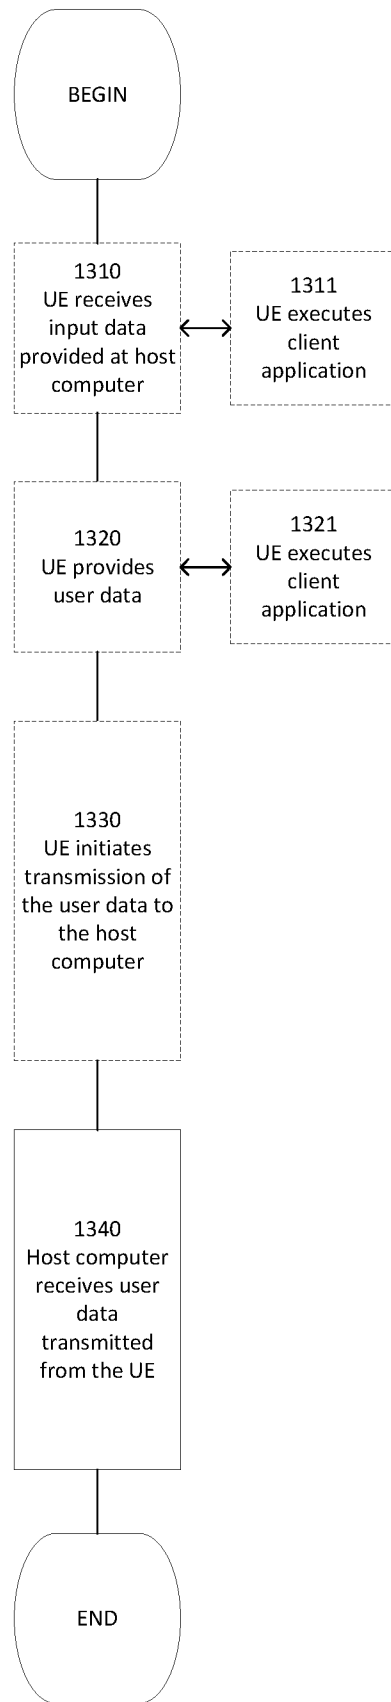 BEGIN
1310
UE receives
input data
provided at host
computer
1311
UE executes
client
application
1320
UE provides
user data
1321
UE executes
client
application
1330
UE initiates
transmission of
the user data to
the host
computer
1340
Host computer
receives user
data
transmitted
from the UE
END